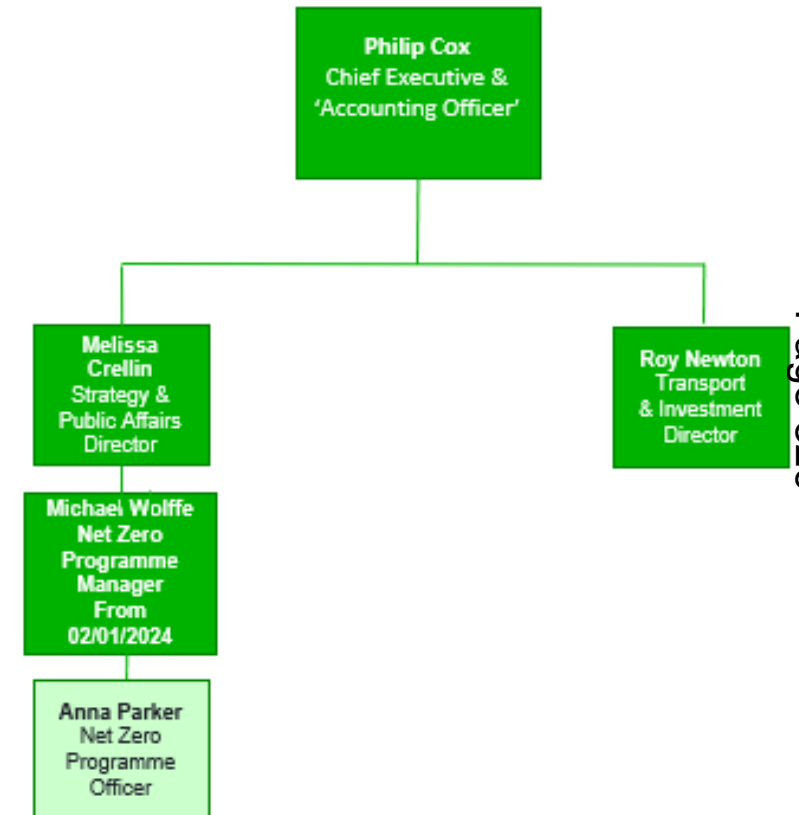 Philip Cox
Chief Executive &
‘Accounting Officer’
Melissa
Crellin
Strategy &
Public Affairs
Director
Roy Newton
Transport
& Investment
Director
Michael Wolffe
Net Zero
Programme
Manager
From
02/01/2024
Anna Parker
Net Zero
Programme
Officer